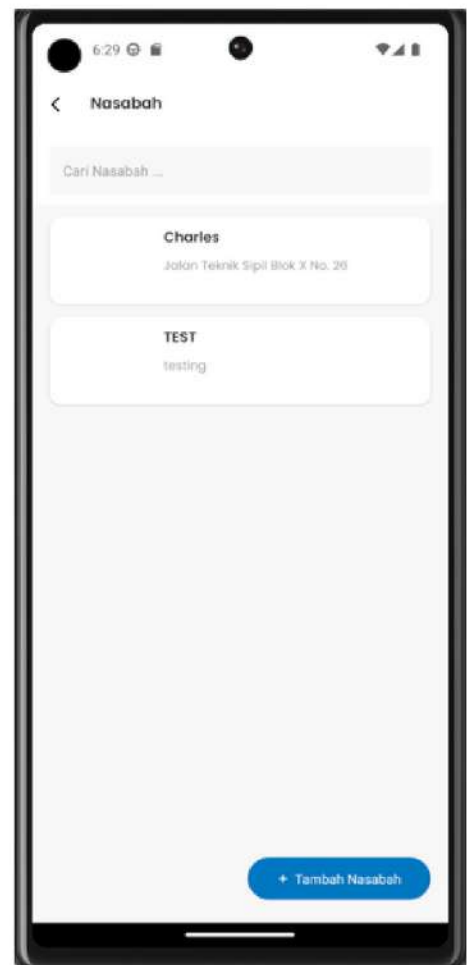 6:29
Nasabah
Cari Nasabah ...
Charles
Jalan Teknik Sipil Blok X No. 26
TEST
testing
+ Tambah Nasabah